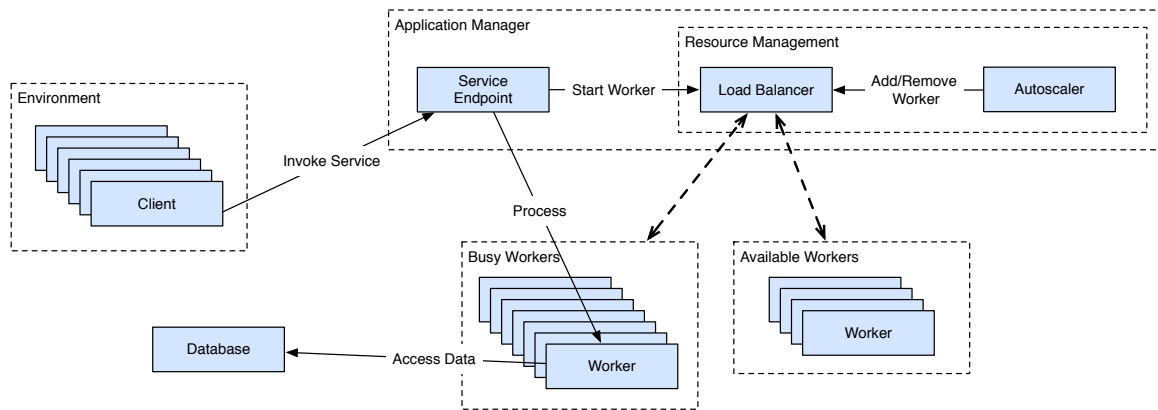 Application Manager
Resource Management
Service
Endpoint
Start Worker
Load Balancer
Add/Remove
Worker
Autoscaler
Environment
Client
Invoke Service
Process
Busy Workers
Worker
Available Workers
Worker
Database
Access Data